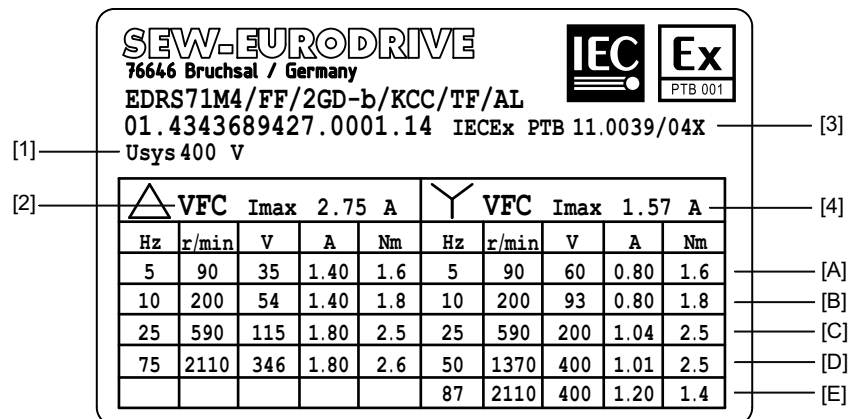 SEW-EURODRIVE
76646 Bruchsal / Germany
IEC Ex
PTB 001
EDRS71M4/FF/2GD-b/KCC/TF/AL
01.4343689427.0001.14 IECEx PTB 11.0039/04X [3]
[1] Usys 400 V
[2] VFC Imax 2.75 A VFC Imax 1.57 A [4]
Hz r/min V A Nm Hz r/min V A Nm
5 90 35 1.40 1.6 5 90 60 0.80 1.6 [A]
10 200 54 1.40 1.8 10 200 93 0.80 1.8 [B]
25 590 115 1.80 2.5 25 590 200 1.04 2.5 [C]
75 2110 346 1.80 2.6 50 1370 400 1.01 2.5 [D]
87 2110 400 1.20 1.4 [E]